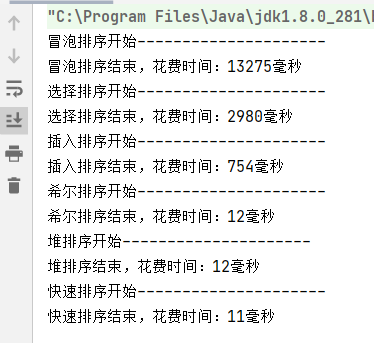 "C:\Program Files\Java\jdk1.8.0_281\
冒泡排序开始---------------------
冒泡排序结束，花费时间：13275毫秒
选择排序开始---------------------
选择排序结束，花费时间：2980毫秒
插入排序开始---------------------
插入排序结束，花费时间：754毫秒
希尔排序开始---------------------
希尔排序结束，花费时间：12毫秒
堆排序开始---------------------
堆排序结束，花费时间：12毫秒
快速排序开始---------------------
快速排序结束，花费时间：11毫秒